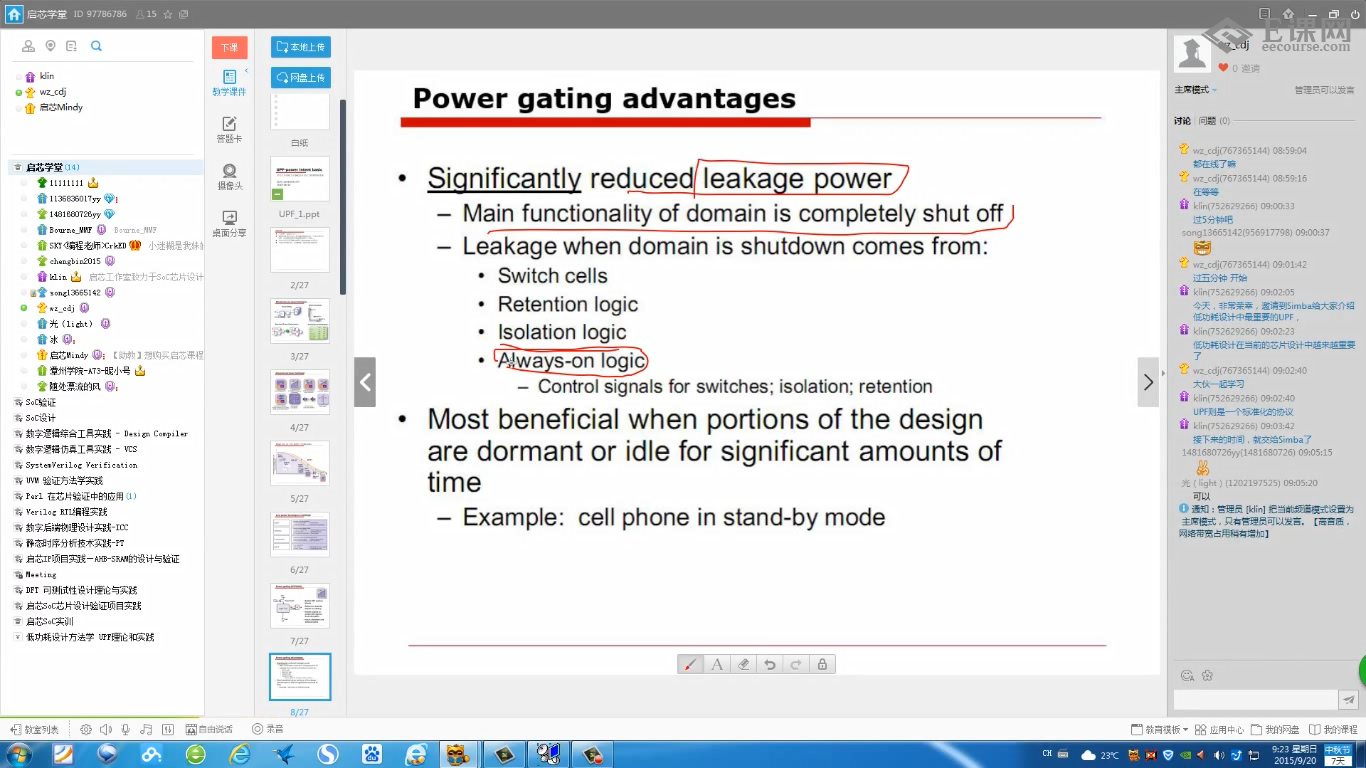 启芯学堂 ID 97786786 15
E课网
eecourse.com
klin
wz_cdj
启芯Mindy
启芯学堂 (14)
11111111
1136836017yy
1481680726yy
Bourne_MMF
SKY《编程老师》CrkED
chengbin2015
klin 启芯工作室致力于SoC芯片设计
song13665142
wz_cdj
光 (light)
冰
启芯Mindy 【助教】想购买启芯课程
漳州学院-A73-眠小号
随处漂流的风
SoC验证
SoC设计
数字逻辑综合工具实践 - Design Compiler
数字逻辑仿真工具实践 - VCS
SystemVerilog Verification
UVM 验证方法学实践
Perl 在芯片验证中的应用 (1)
Verilog RTL编程实践
数字后端物理设计实践-ICC
静态时序分析技术实践-PT
启芯IP项目实践-AHB-SRAM的设计与验证
Meeting
DFT 可测试性设计理论与实践
启芯SoC芯片设计验证项目实践
启芯SoC实训
低功耗设计方法学 UPF理论和实践
教室列表
自由说话
录音
下课
教学课件
答题卡
摄像头
桌面分享
本地上传
网盘上传
白纸
UPF_1.ppt
2/27
3/27
4/27
5/27
6/27
7/27
8/27
Power gating advantages
• Significantly reduced leakage power
– Main functionality of domain is completely shut off
– Leakage when domain is shutdown comes from:
• Switch cells
• Retention logic
• Isolation logic
• Always-on logic
– Control signals for switches; isolation; retention
• Most beneficial when portions of the design
are dormant or idle for significant amounts of
time
– Example: cell phone in stand-by mode
wz_cdj
0 邀请
主席模式
管理员可以发言
讨论 问题 (0)
wz_cdj(767365144) 08:59:04
都在线了嘛
wz_cdj(767365144) 08:59:16
在等等
klin(752629266) 09:00:33
过5分钟吧
song13665142(956917798) 09:00:37
wz_cdj(767365144) 09:01:42
过五分钟 开始
klin(752629266) 09:02:05
今天，非常荣幸，邀请到Simba给大家介绍
低功耗设计中最重要的UPF，
klin(752629266) 09:02:23
低功耗设计在当前的芯片设计中越来越重要
了
wz_cdj(767365144) 09:02:40
大伙一起学习
klin(752629266) 09:02:40
UPF则是一个标准化的协议
klin(752629266) 09:03:42
接下来的时间，就交给Simba了
1481680726yy(1481680726) 09:05:15
光 ( light ) (1202197525) 09:05:20
可以
通知：管理员 [klin] 把当前频道模式设置为
主席模式，只有管理员可以发言。【高音质，
网络带宽占用稍有增加】
教育模板
应用中心
我的网盘
我的课程
CH
23℃
9:23 星期日
2015/9/20
中秋节
7天